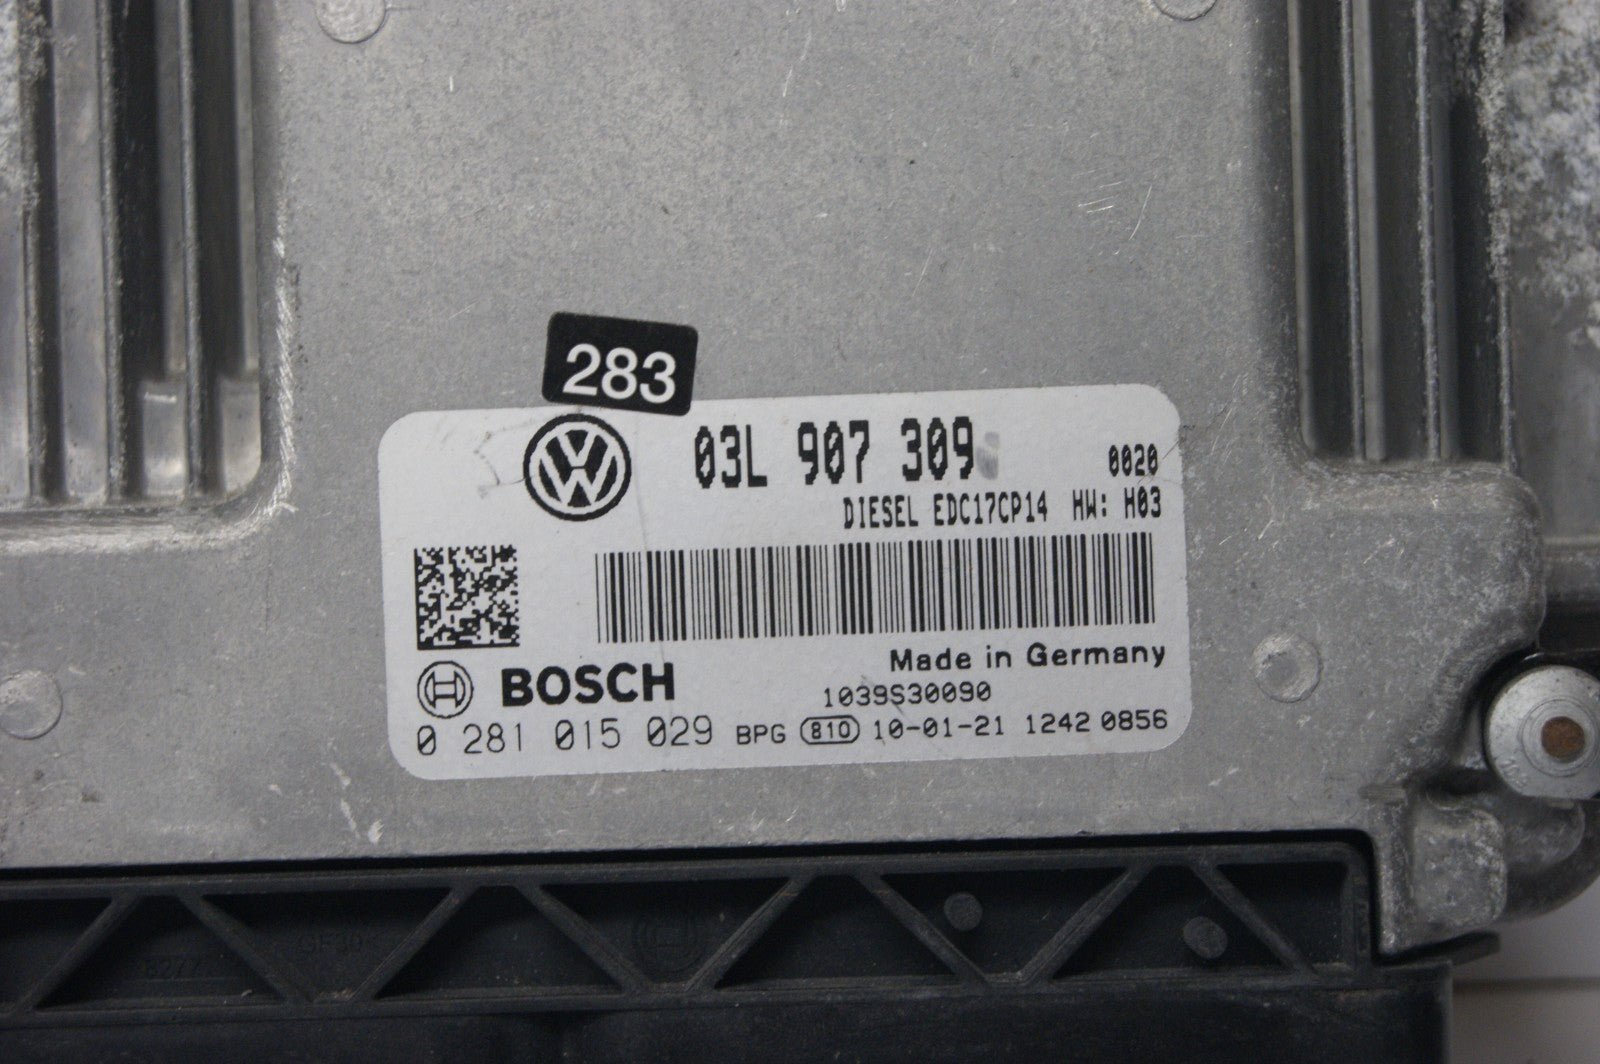 283
03L 907 309
0020
DIESEL EDC17CP14 HW: H03
Made in Germany
BOSCH
1039S30090
0 281 015 029 BPG 810 10-01-21 1242 0856